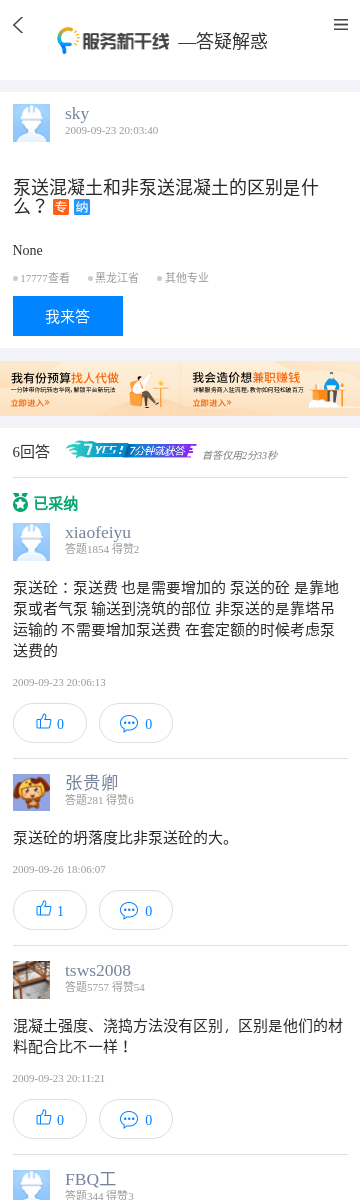 服务新干线 —答疑解惑
sky
2009-09-23 20:03:40
泵送混凝土和非泵送混凝土的区别是什
么？ 专 纳
None
17777查看 黑龙江省 其他专业
我来答
我有份预算找人代做
一分钟带你玩转志华网,解锁平台新玩法
立即进入»
我会造价想兼职赚钱
详解服务商入驻流程,教你如何轻松破百万
立即进入»
6回答 YES! 7分钟就获答 首答仅用2分33秒
已采纳
xiaofeiyu
答题1854 得赞2
泵送砼：泵送费 也是需要增加的 泵送的砼 是靠地
泵或者气泵 输送到浇筑的部位 非泵送的是靠塔吊
运输的 不需要增加泵送费 在套定额的时候考虑泵
送费的
2009-09-23 20:06:13
0 0
张贵卿
答题281 得赞6
泵送砼的坍落度比非泵送砼的大。
2009-09-26 18:06:07
1 0
tsws2008
答题5757 得赞54
混凝土强度、浇捣方法没有区别，区别是他们的材
料配合比不一样！
2009-09-23 20:11:21
0 0
FBQ工
答题344 得赞3